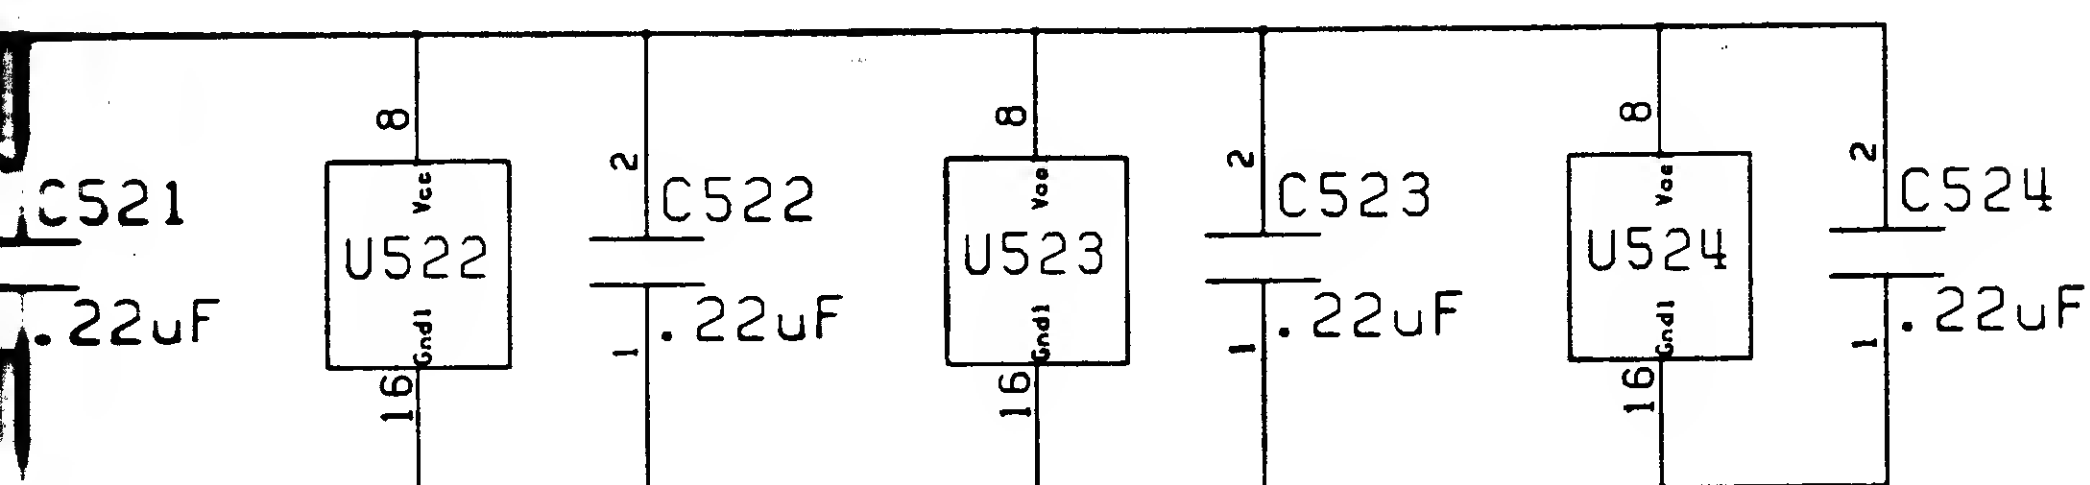 8
2
C521
Vcc
C522
U522
.22uF
Gnd1
.22uF
1
16
8
2
Vcc
C523
U523
Gnd1
.22uF
1
16
8
2
Vcc
C524
U524
Gnd1
.22uF
1
16